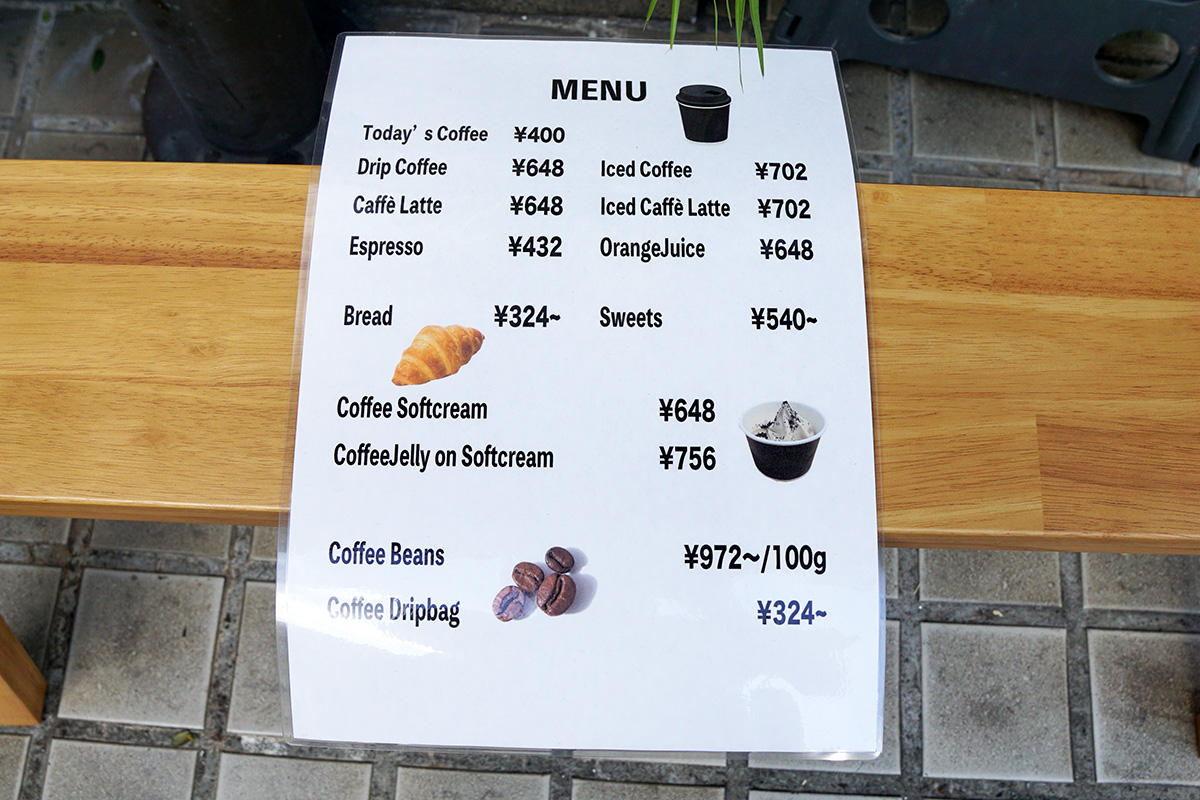 MENU
Today’s Coffee ¥400
Drip Coffee ¥648 Iced Coffee ¥702
Caffè Latte ¥648 Iced Caffè Latte ¥702
Espresso ¥432 OrangeJuice ¥648
Bread ¥324~ Sweets ¥540~
Coffee Softcream ¥648
CoffeeJelly on Softcream ¥756
Coffee Beans ¥972~/100g
Coffee Dripbag ¥324~